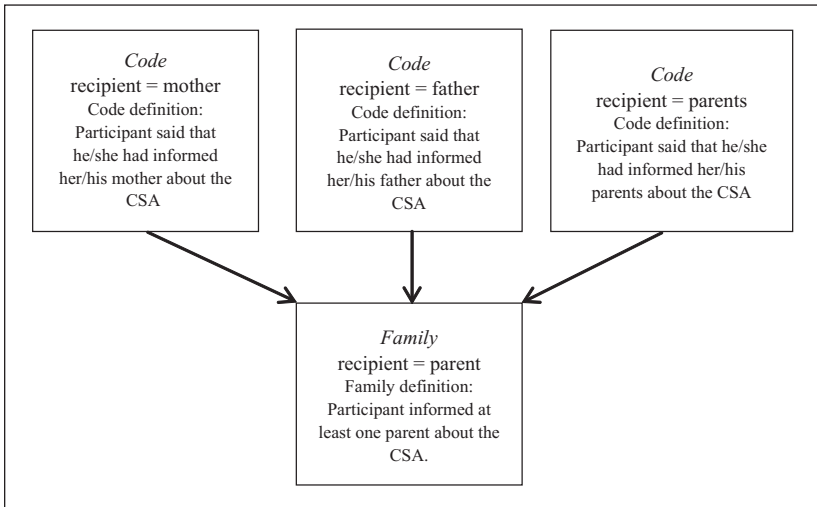 Code
recipient = mother
Code definition:
Participant said that
he/she had informed
her/his mother about the
CSA
Code
recipient = father
Code definition:
Participant said that
he/she had informed
her/his father about the
CSA
Code
recipient = parents
Code definition:
Participant said that he/she
had informed her/his
parents about the CSA
Family
recipient = parent
Family definition:
Participant informed at
least one parent about the
CSA.